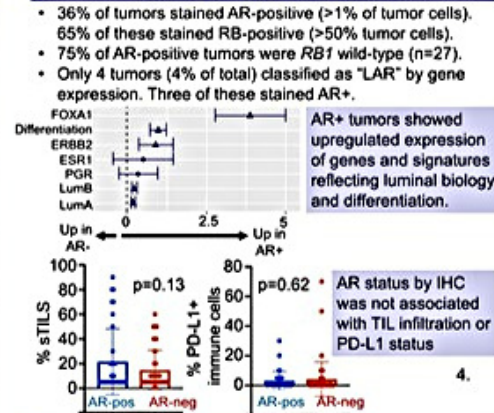 • 36% of tumors stained AR-positive (>1% of tumor cells).
65% of these stained RB-positive (>50% tumor cells).
• 75% of AR-positive tumors were RB1 wild-type (n=27).
• Only 4 tumors (4% of total) classified as "LAR" by gene
expression. Three of these stained AR+.
FOXA1
Differentiation
ERBB2
ESR1
PGR
LumB
LumA
0 2.5 5
Up in
AR-
Up in
AR+
AR+ tumors showed
upregulated expression
of genes and signatures
reflecting luminal biology
and differentiation.
% sTILS
100
80
60
40
20
0
p=0.13
AR-pos AR-neg
% PD-L1+
immune cells
80
60
40
20
0
p=0.62
AR-pos AR-neg
AR status by IHC
was not associated
with TIL infiltration or
PD-L1 status
4.